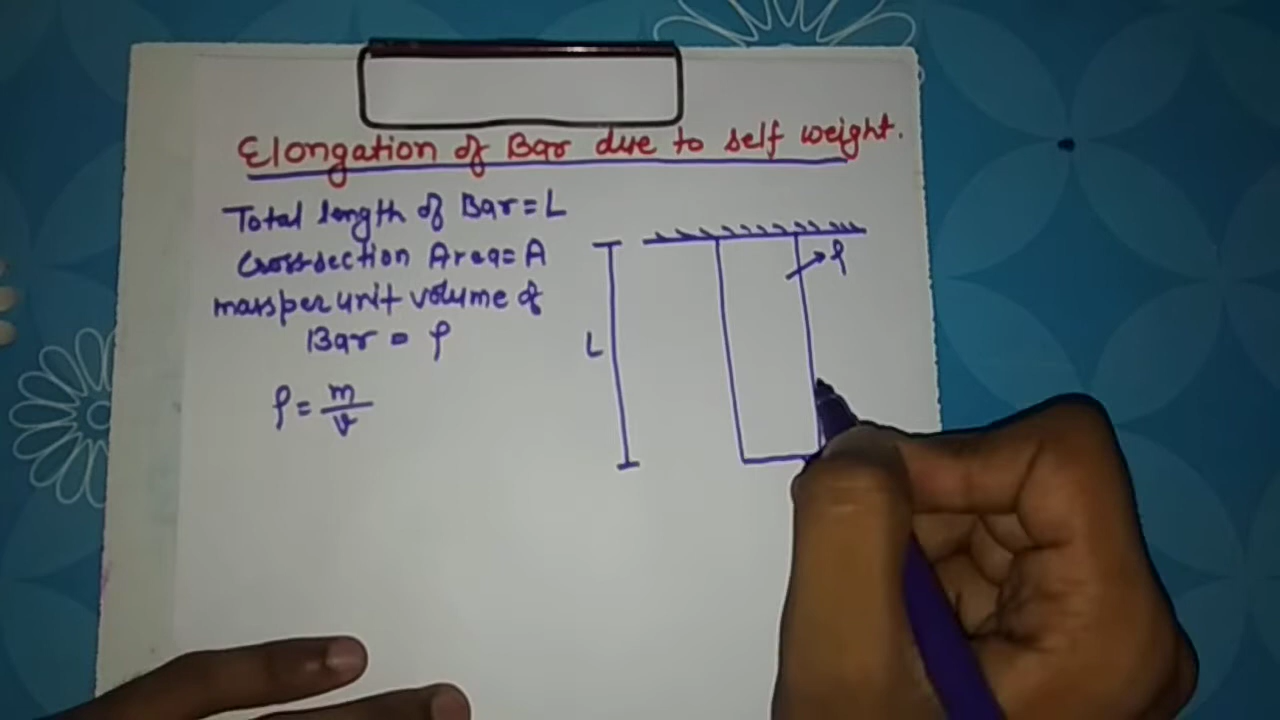 Elongation of Bar due to self weight.
Total length of Bar = L
Cross-section Area = A
mass per unit volume of
Bar = ρ
ρ = m/v
ρ
L